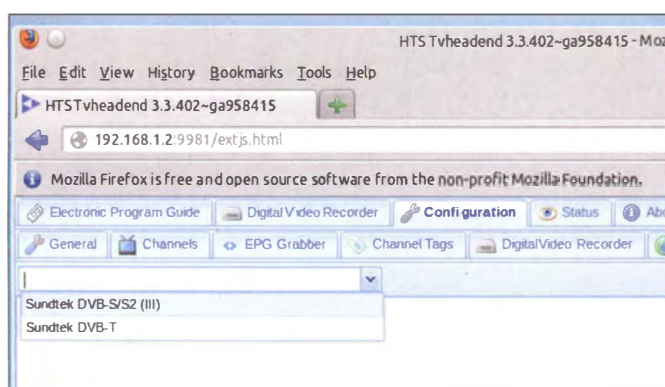 HTS Tvheadend 3.3.402~ga958415 - Moz
File Edit View History Bookmarks Tools Help
HTS Tvheadend 3.3.402~ga958415
192.168.1.2:9981/extjs.html
Mozilla Firefox is free and open source software from the non-profit Mozilla Foundation.
Electronic Program Guide Digital Video Recorder Configuration Status Abo
General Channels EPG Grabber Channel Tags Digital Video Recorder
Sundtek DVB-S/S2 (III)
Sundtek DVB-T